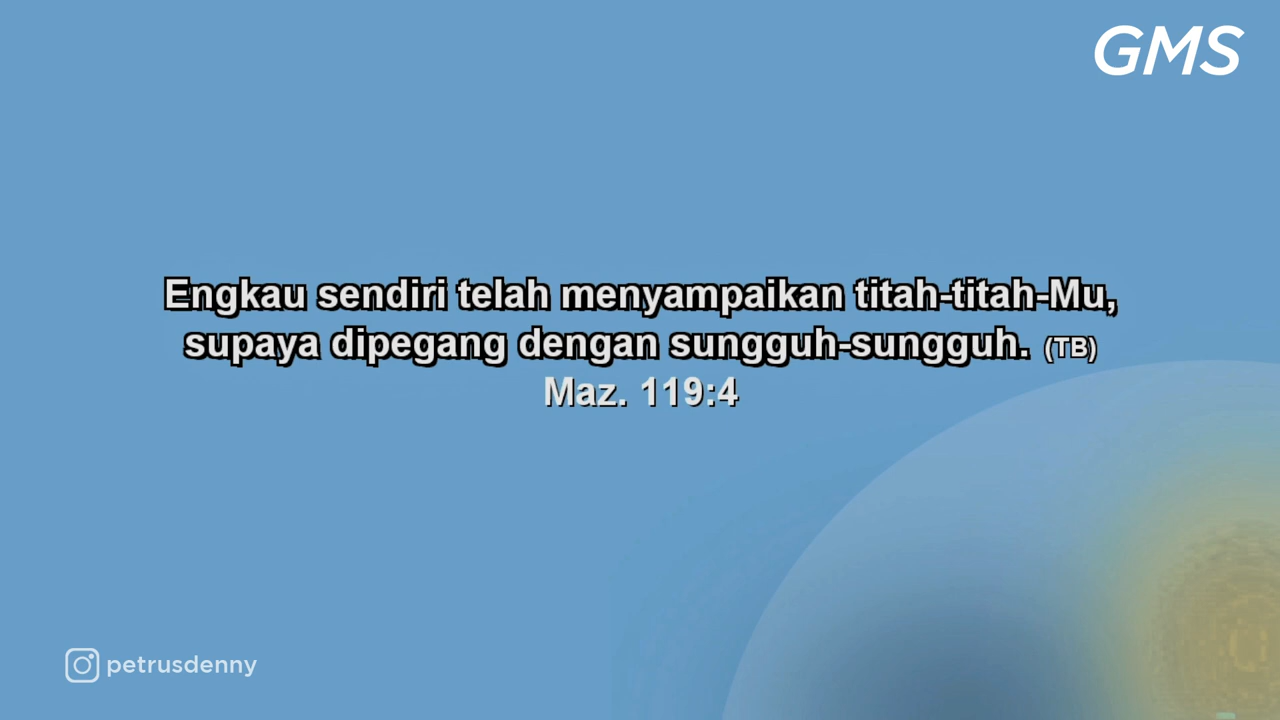 GMS
Engkau sendiri telah menyampaikan titah-titah-Mu,
supaya dipegang dengan sungguh-sungguh. (TB)
Maz. 119:4
petrusdenny